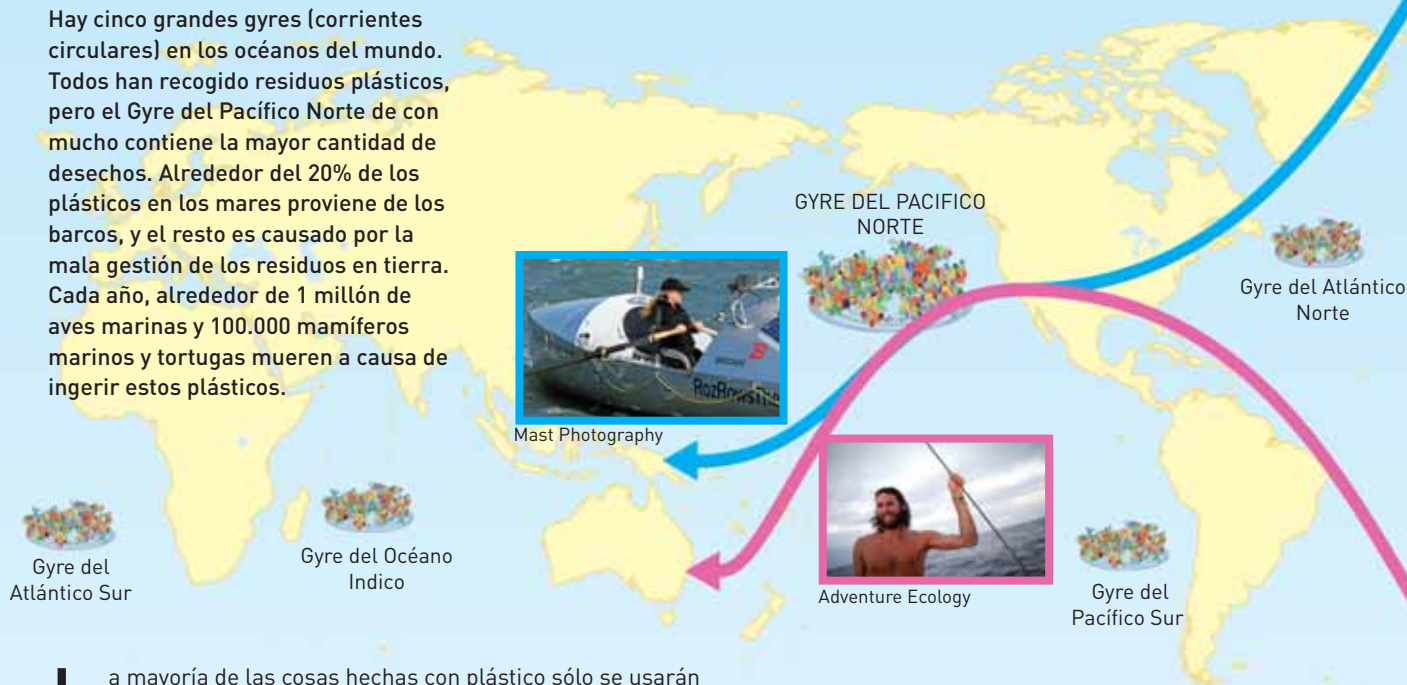 Hay cinco grandes gyres (corrientes
circulares) en los océanos del mundo.
Todos han recogido residuos plásticos,
pero el Gyre del Pacífico Norte de con
mucho contiene la mayor cantidad de
desechos. Alrededor del 20% de los
plásticos en los mares proviene de los
barcos, y el resto es causado por la
mala gestión de los residuos en tierra.
Cada año, alrededor de 1 millón de
aves marinas y 100.000 mamíferos
marinos y tortugas mueren a causa de
ingerir estos plásticos.
GYRE DEL PACIFICO
NORTE
Gyre del Atlántico
Norte
RozRows
Mast Photography
Gyre del
Atlántico Sur
Gyre del Océano
Indico
Adventure Ecology
Gyre del
Pacífico Sur
a mayoría de las cosas hechas con plástico sólo se usarán